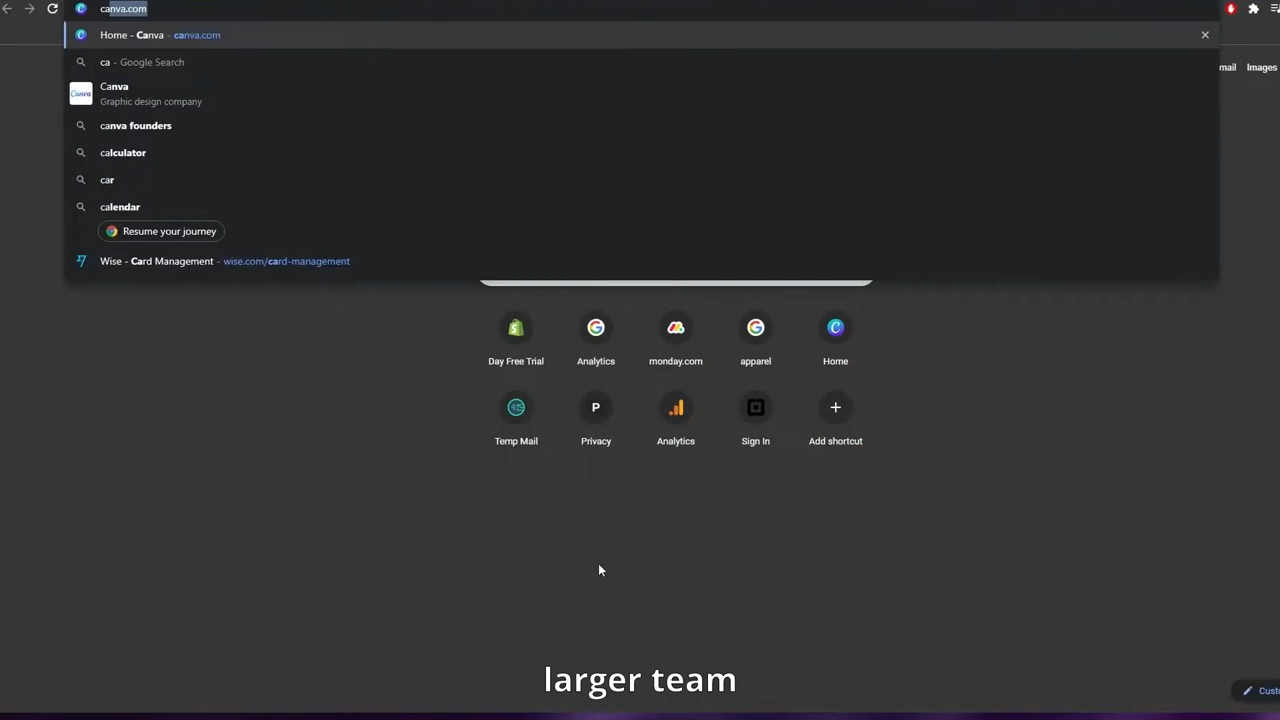 canva.com
Home - Canva - canva.com
ca - Google Search
Canva
Canva
Graphic design company
canva founders
calculator
car
calendar
Resume your journey
Wise - Card Management - wise.com/card-management
Images
Day Free Trial
Analytics
monday.com
apparel
Home
P
Temp Mail
Privacy
Analytics
Sign In
Add shortcut
larger team